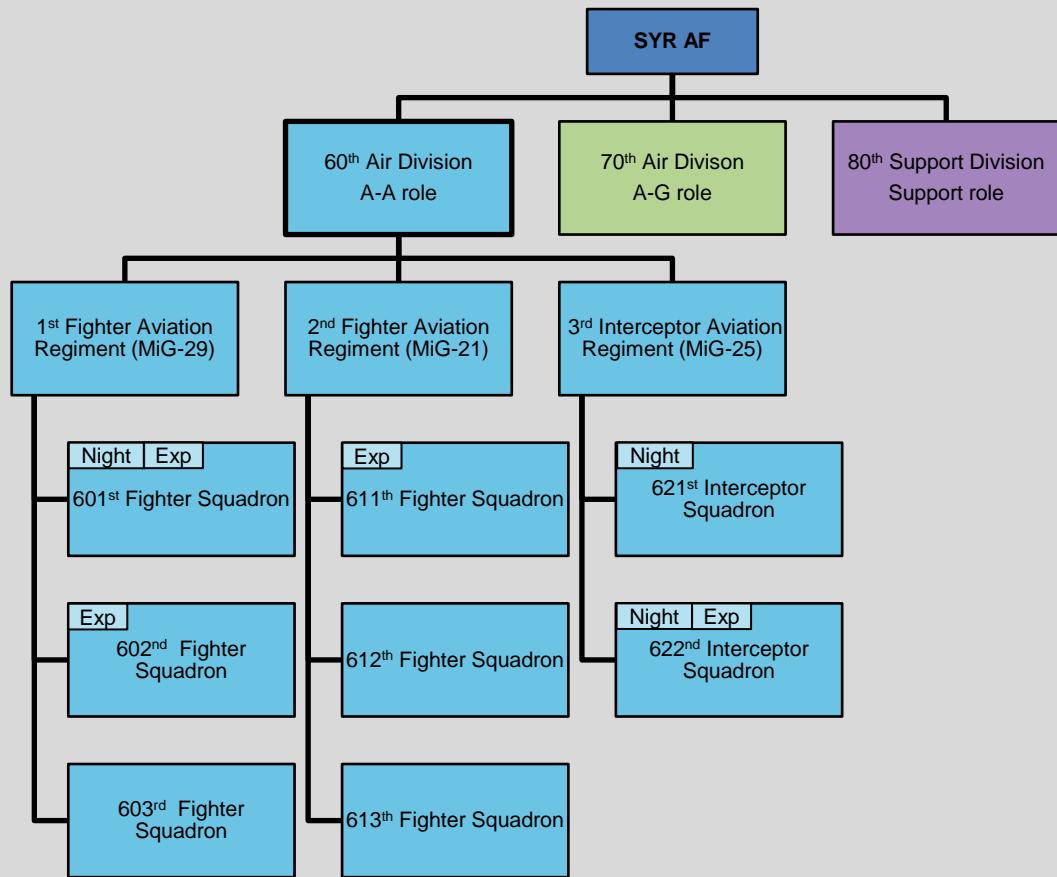 SYR AF
60th Air Division
A-A role
70th Air Divison
A-G role
80th Support Division
Support role
1st Fighter Aviation
Regiment (MiG-29)
2nd Fighter Aviation
Regiment (MiG-21)
3rd Interceptor Aviation
Regiment (MiG-25)
Night Exp
601st Fighter Squadron
Exp
611th Fighter Squadron
Night
621st Interceptor
Squadron
Exp
602nd Fighter
Squadron
612th Fighter Squadron
Night Exp
622nd Interceptor
Squadron
603rd Fighter
Squadron
613th Fighter Squadron